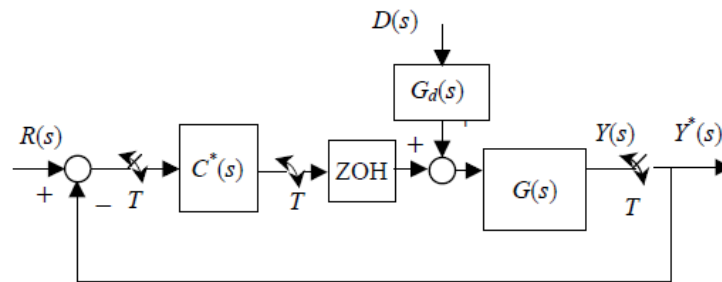 D(s)
G_d(s)
R(s)
+
−
T
C*(s)
T
ZOH
+
+
G(s)
Y(s)
T
Y*(s)